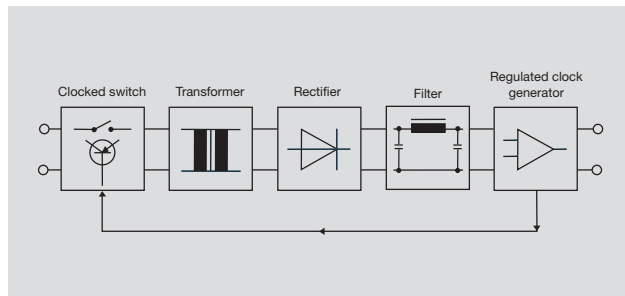 Clocked switch
Transformer
Rectifier
Filter
Regulated clock
generator